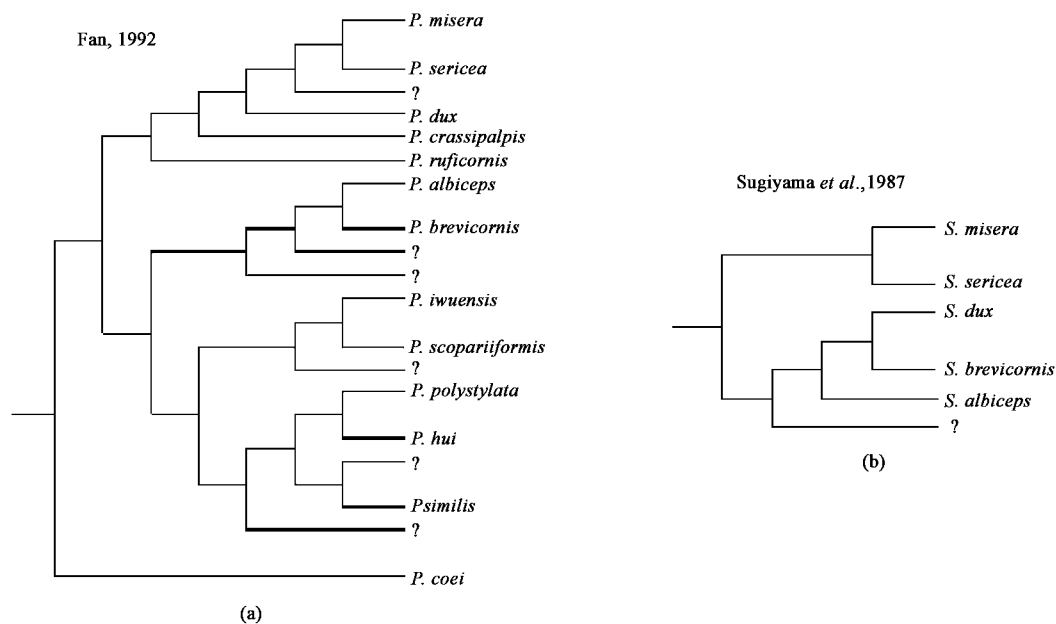 Fan, 1992
P. misera
P. sericea
?
P. dux
P. crassipalpis
P. ruficornis
P. albiceps
P. brevicornis
?
?
P. iwuensis
P. scopariiformis
?
P. polystylata
P. hui
?
Psimilis
?
P. coei
(a)
Sugiyama et al.,1987
S. misera
S. sericea
S. dux
S. brevicornis
S. albiceps
?
(b)